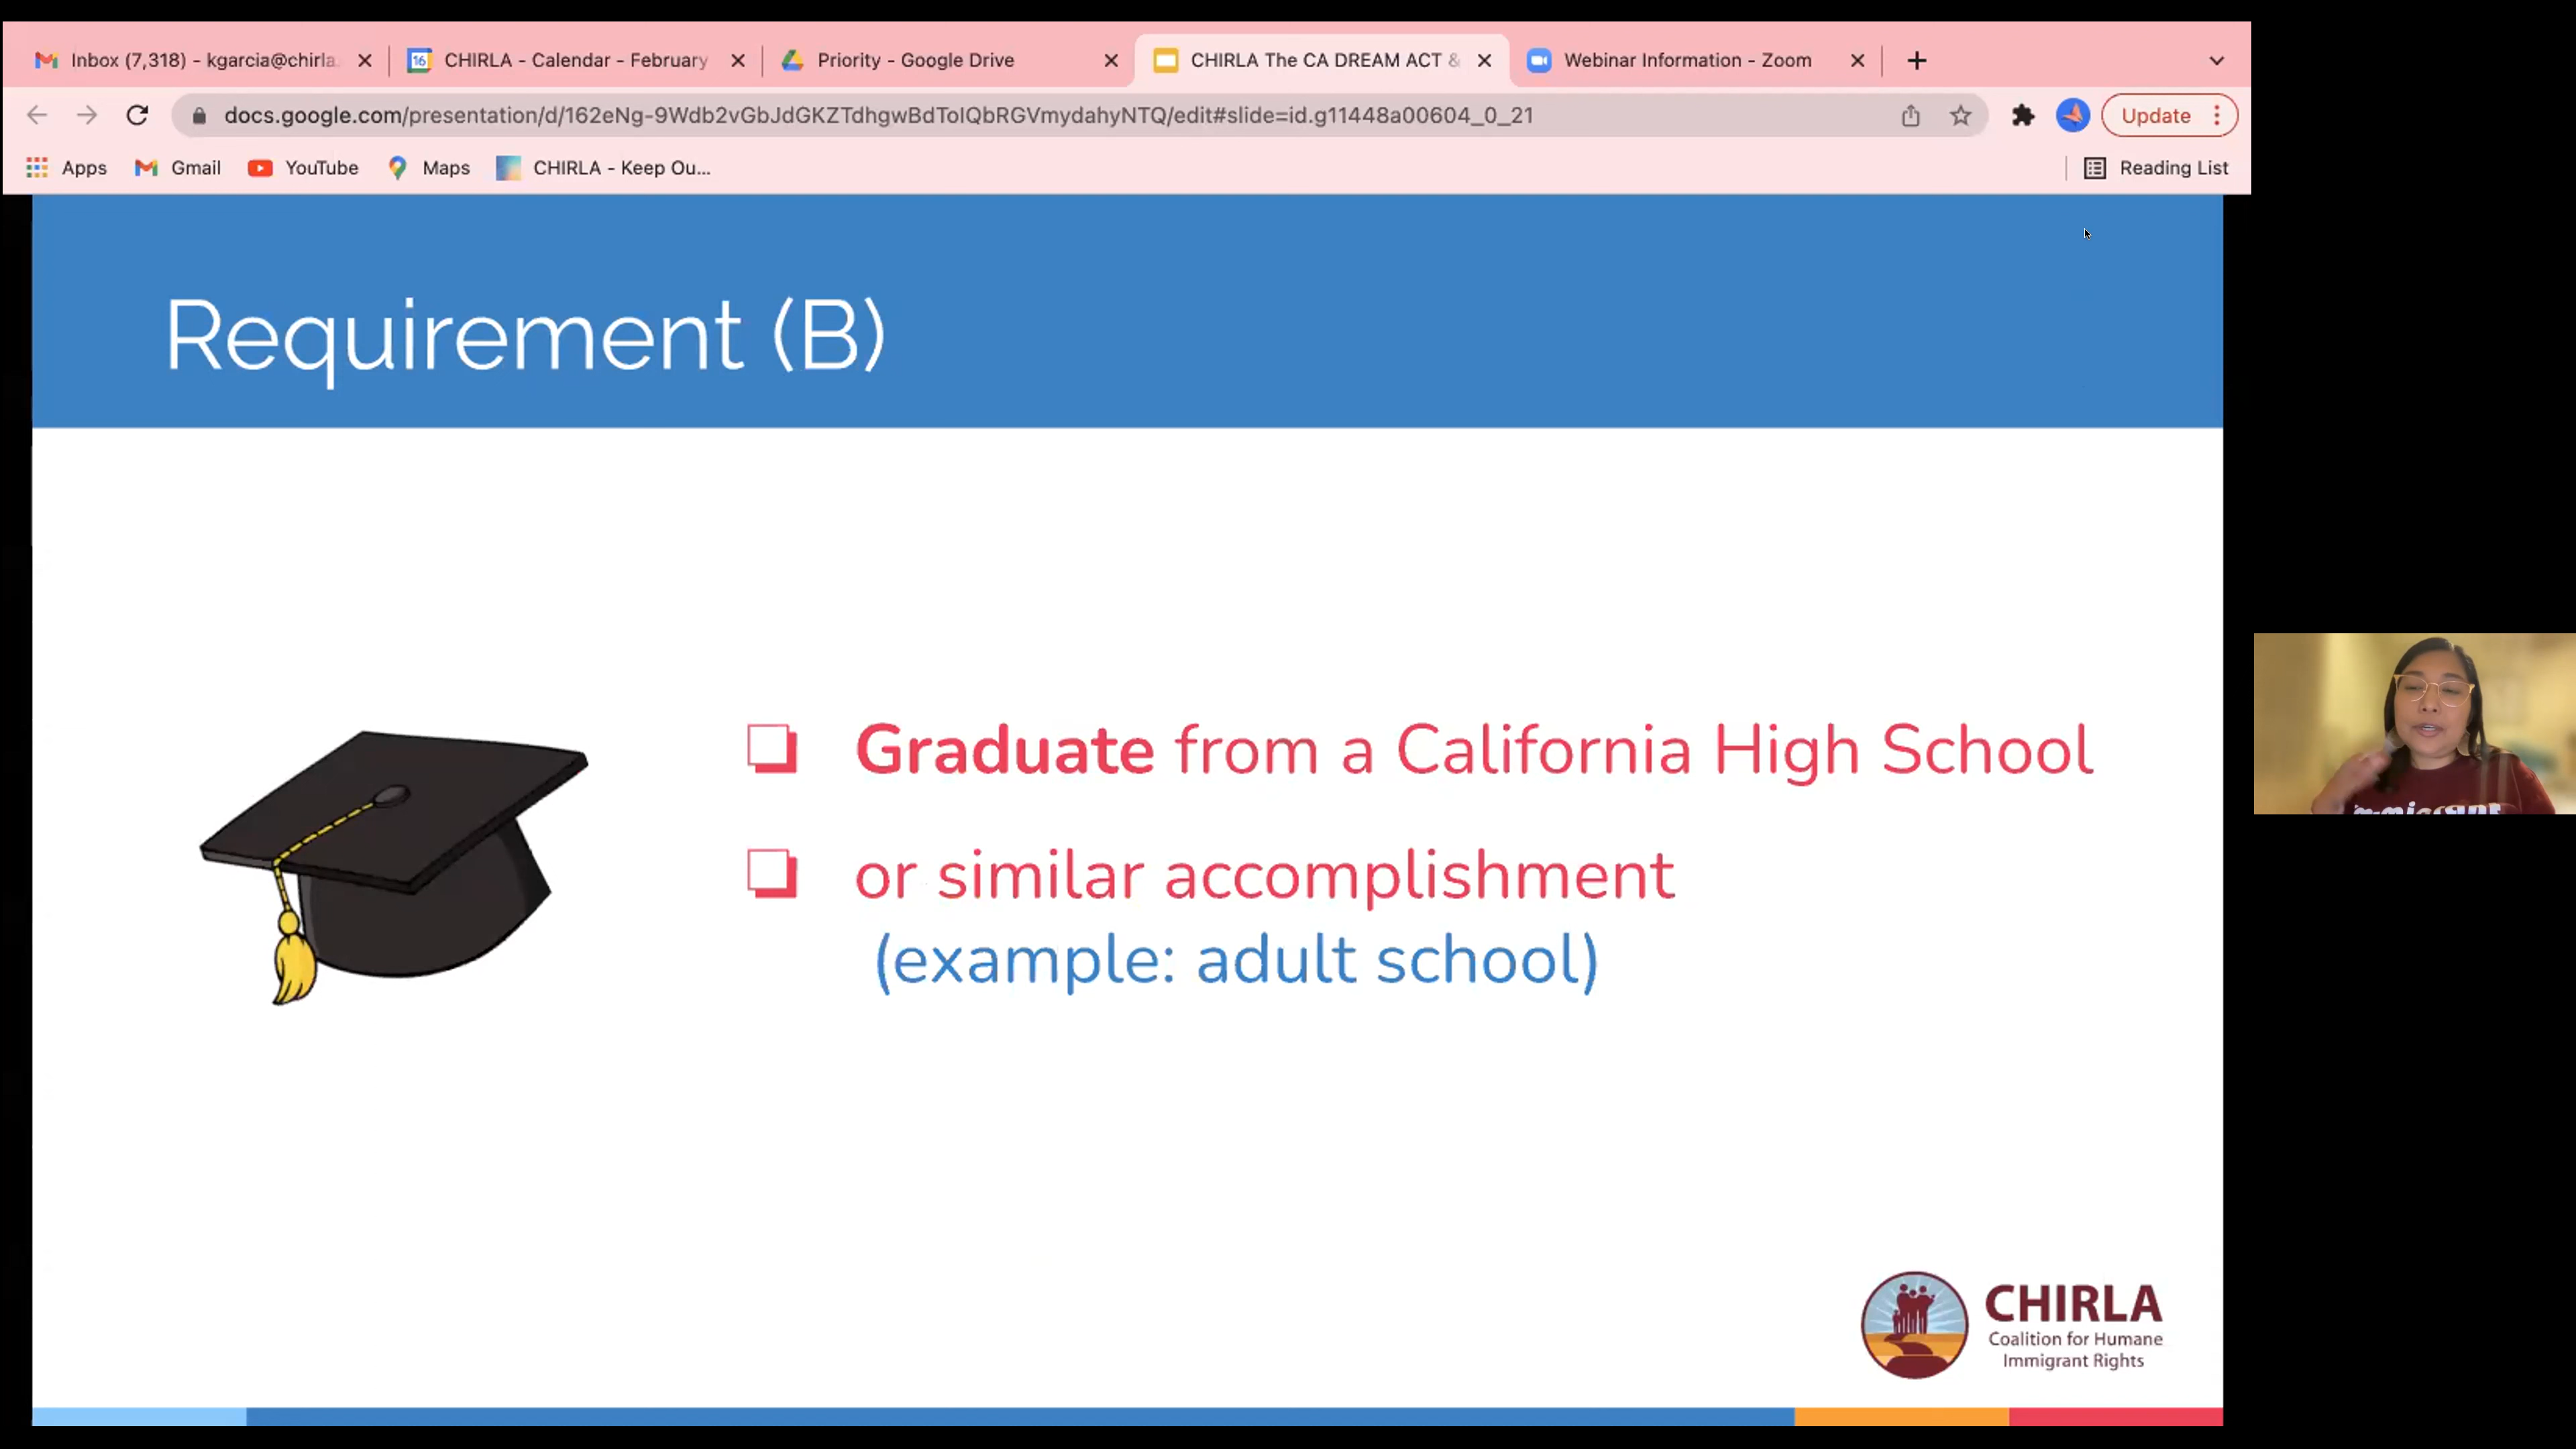 Inbox (7,318) - kgarcia@chirla.
CHIRLA - Calendar - February
Priority - Google Drive
CHIRLA The CA DREAM ACT &
Webinar Information - Zoom
docs.google.com/presentation/d/162eNg-9Wdb2vGbJdGKZTdhgwBdToIQbRGVmydahyNTQ/edit#slide=id.g11448a00604_0_21
Update
Apps
Gmail
YouTube
Maps
CHIRLA - Keep Ou...
Reading List
Requirement (B)
Graduate from a California High School
or similar accomplishment
(example: adult school)
CHIRLA
Coalition for Humane
Immigrant Rights
16